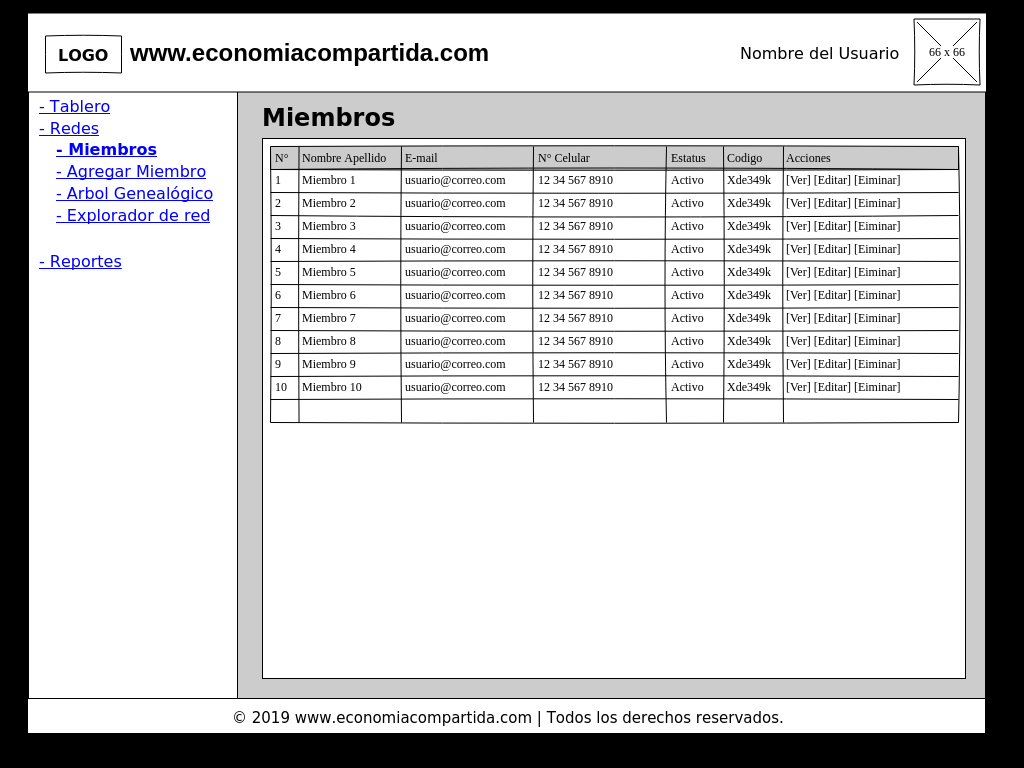 LOGO www.economiacompartida.com Nombre del Usuario 66 x 66
- Tablero
- Redes
- Miembros
- Agregar Miembro
- Arbol Genealógico
- Explorador de red
- Reportes
Miembros
N° Nombre Apellido E-mail N° Celular Estatus Codigo Acciones
1 Miembro 1 usuario@correo.com 12 34 567 8910 Activo Xde349k [Ver] [Editar] [Eiminar]
2 Miembro 2 usuario@correo.com 12 34 567 8910 Activo Xde349k [Ver] [Editar] [Eiminar]
3 Miembro 3 usuario@correo.com 12 34 567 8910 Activo Xde349k [Ver] [Editar] [Eiminar]
4 Miembro 4 usuario@correo.com 12 34 567 8910 Activo Xde349k [Ver] [Editar] [Eiminar]
5 Miembro 5 usuario@correo.com 12 34 567 8910 Activo Xde349k [Ver] [Editar] [Eiminar]
6 Miembro 6 usuario@correo.com 12 34 567 8910 Activo Xde349k [Ver] [Editar] [Eiminar]
7 Miembro 7 usuario@correo.com 12 34 567 8910 Activo Xde349k [Ver] [Editar] [Eiminar]
8 Miembro 8 usuario@correo.com 12 34 567 8910 Activo Xde349k [Ver] [Editar] [Eiminar]
9 Miembro 9 usuario@correo.com 12 34 567 8910 Activo Xde349k [Ver] [Editar] [Eiminar]
10 Miembro 10 usuario@correo.com 12 34 567 8910 Activo Xde349k [Ver] [Editar] [Eiminar]
© 2019 www.economiacompartida.com | Todos los derechos reservados.